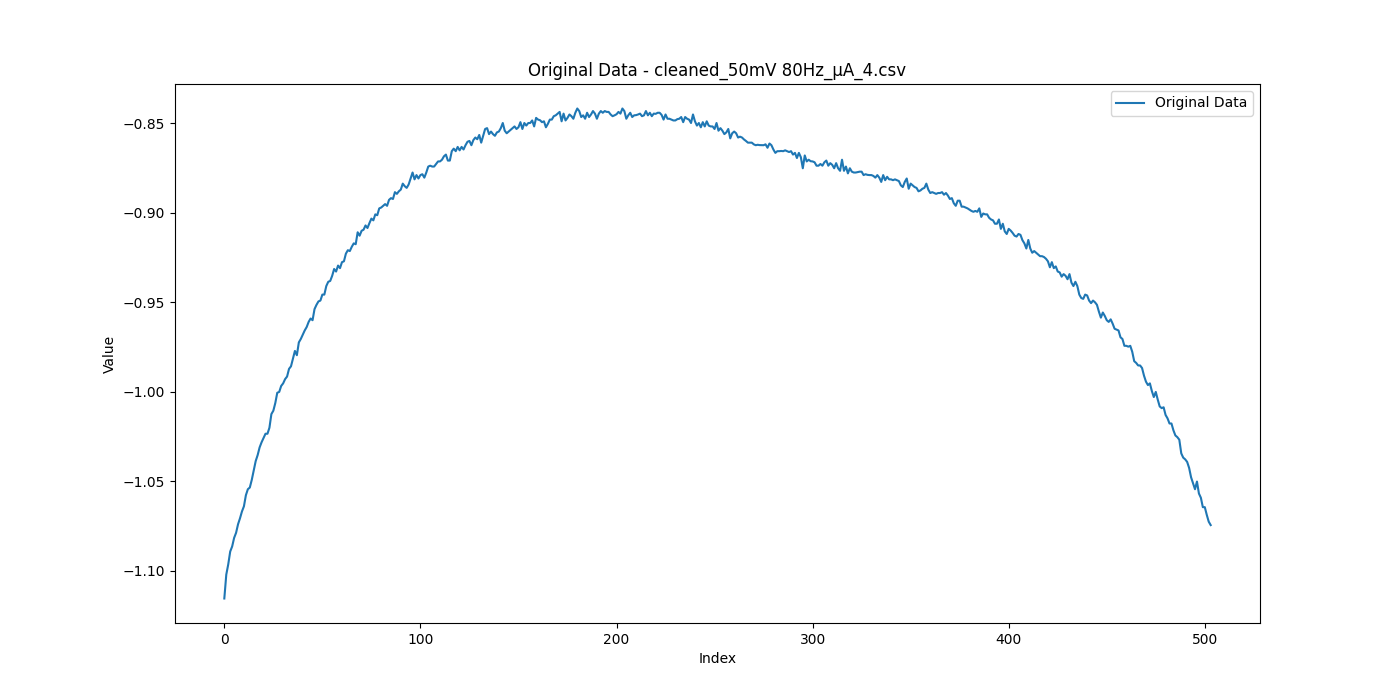 Original Data - cleaned_50mV 80Hz_μA_4.csv
Original Data
−0.85
−0.90
−0.95
−1.00
−1.05
−1.10
Value
0 100 200 300 400 500
Index